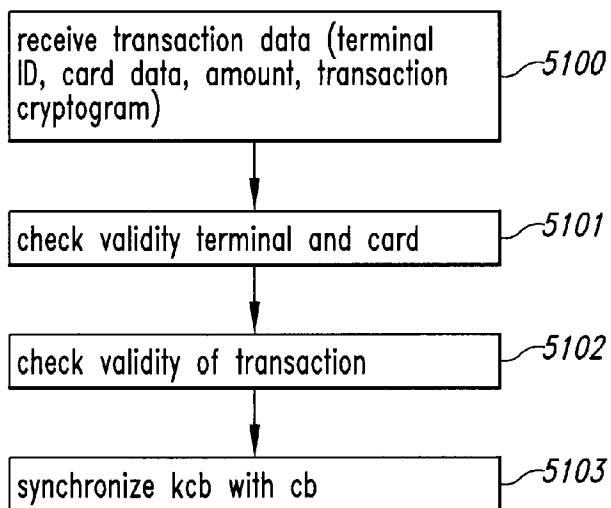 receive transaction data (terminal
ID, card data, amount, transaction
cryptogram)
5100
check validity terminal and card
5101
check validity of transaction
5102
synchronize kcb with cb
5103